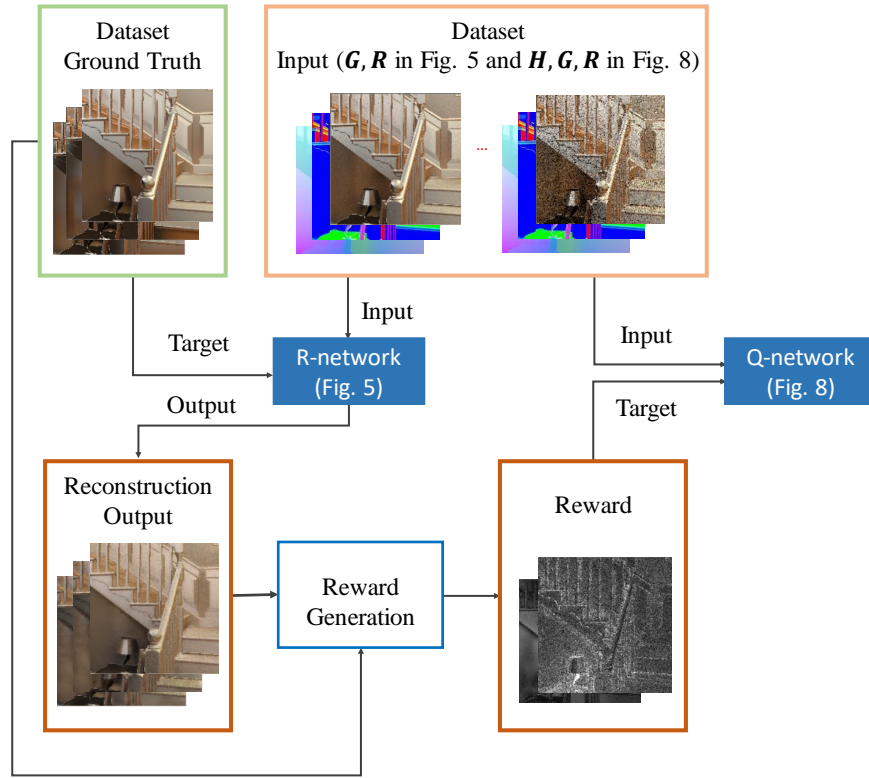 Dataset
Ground Truth
Dataset
Input (G, R in Fig. 5 and H, G, R in Fig. 8)
...
Input
Target
R-network
(Fig. 5)
Input
Q-network
(Fig. 8)
Target
Output
Reconstruction
Output
Reward
Generation
Reward